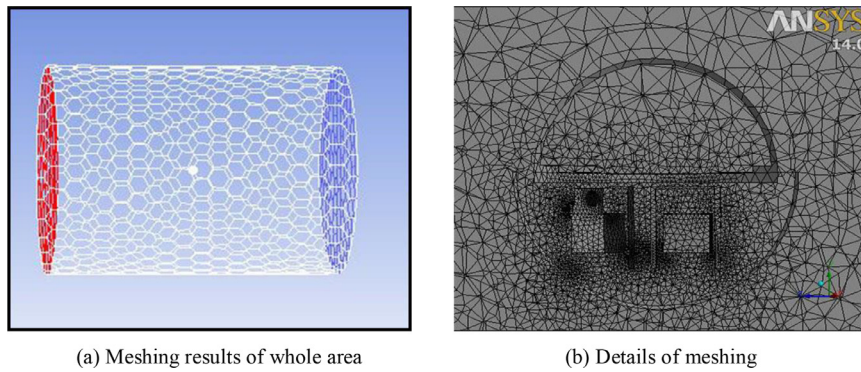 ANSYS
14.0
(a) Meshing results of whole area
(b) Details of meshing